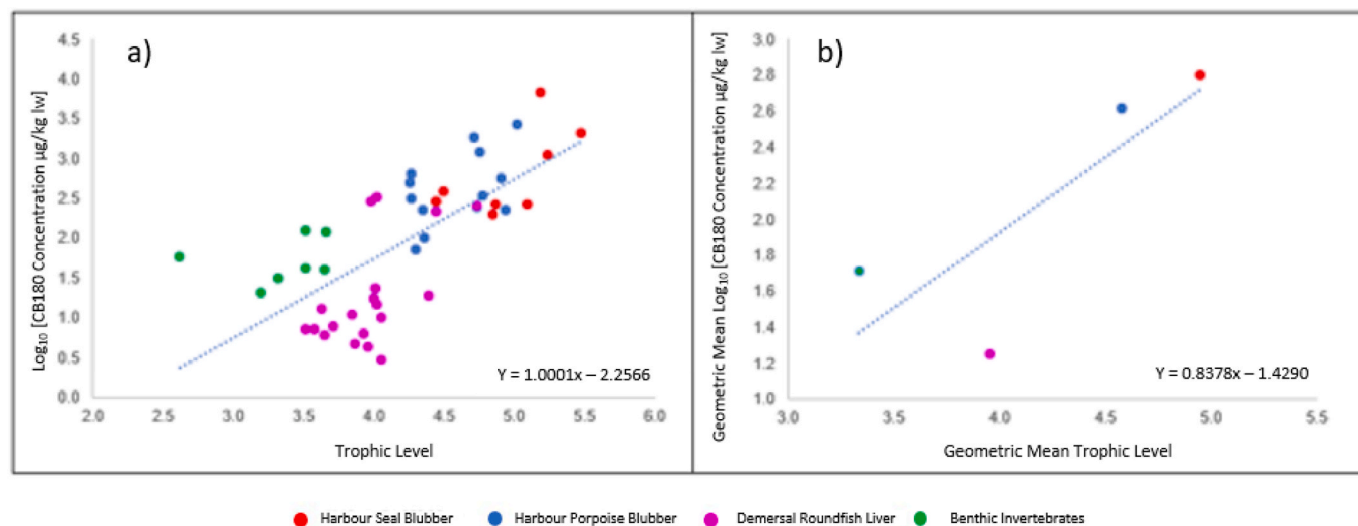 a)
Log₁₀ [CB180 Concentration µg/kg lw]
4.5
4.0
3.5
3.0
2.5
2.0
1.5
1.0
0.5
0.0
2.0 3.0 3.5 4.0 4.5 5.0 5.5 6.0
Y = 1.0001x – 2.2566
Trophic Level
b)
Geometric Mean Log₁₀ [CB180 Concentration µg/kg lw]
3.0
2.8
2.6
2.4
2.2
2.0
1.8
1.6
1.4
1.2
1.0
3.0 3.5 4.0 4.5 5.0 5.5
Y = 0.8378x – 1.4290
Geometric Mean Trophic Level
Harbour Seal Blubber Harbour Porpoise Blubber Demersal Roundfish Liver Benthic Invertebrates